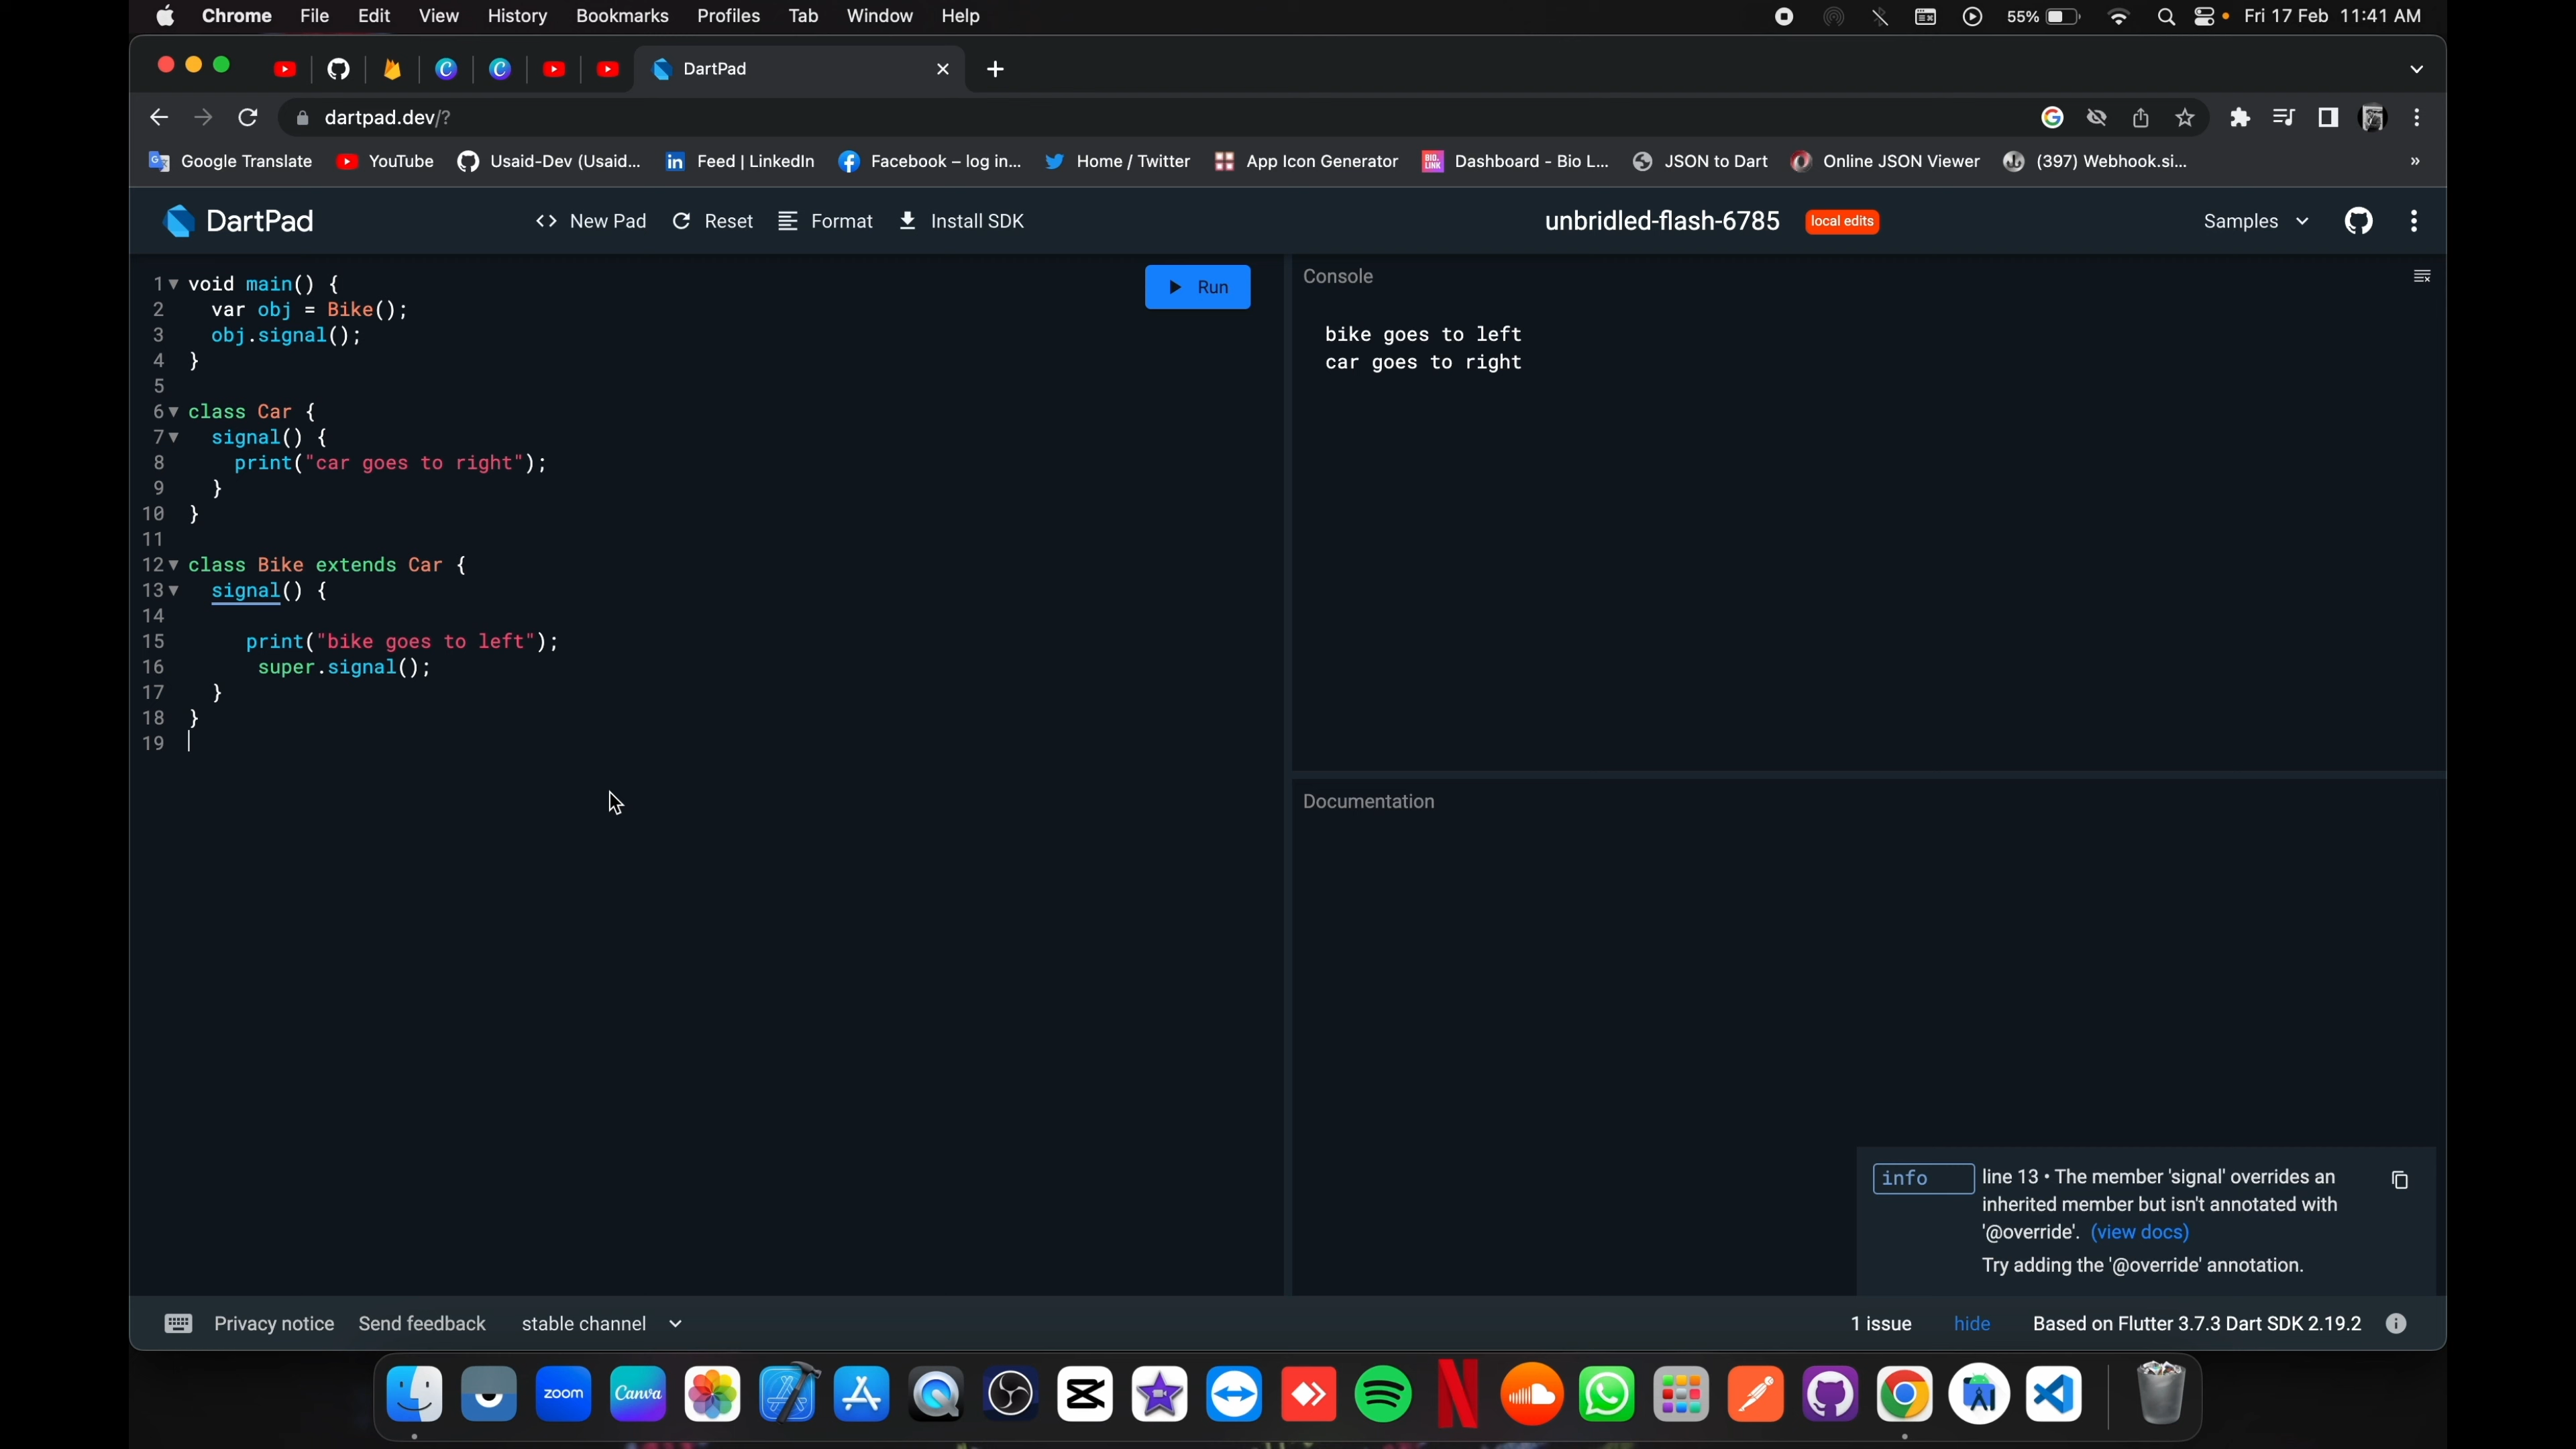 Chrome File Edit View History Bookmarks Profiles Tab Window Help 55% Fri 17 Feb 11:41 AM
DartPad
dartpad.dev/?
Google Translate YouTube Usaid-Dev (Usaid... Feed | LinkedIn Facebook – log in... Home / Twitter App Icon Generator BIO. LINK Dashboard - Bio L... JSON to Dart Online JSON Viewer (397) Webhook.si... »
DartPad <> New Pad Reset Format Install SDK unbridled-flash-6785 local edits Samples
Run
1 void main() {
2 var obj = Bike();
3 obj.signal();
4 }
5
6 class Car {
7 signal() {
8 print("car goes to right");
9 }
10 }
11
12 class Bike extends Car {
13 signal() {
14
15 print("bike goes to left");
16 super.signal();
17 }
18 }
19
Console
bike goes to left
car goes to right
Documentation
info line 13 • The member 'signal' overrides an
inherited member but isn't annotated with
'@override'. (view docs)
Try adding the '@override' annotation.
Privacy notice Send feedback stable channel 1 issue hide Based on Flutter 3.7.3 Dart SDK 2.19.2
zoom Canva